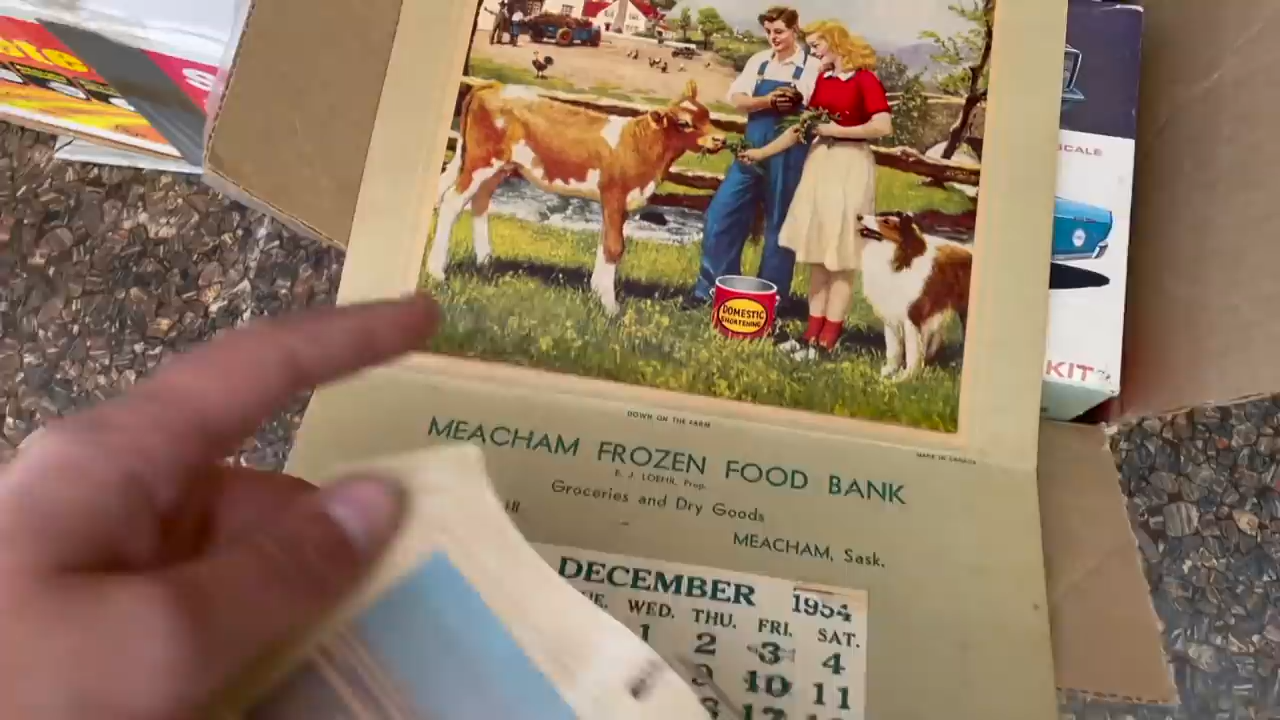 SCALE
DOMESTIC
SHORTENING
KIT
DOWN ON THE FARM
MADE IN CANADA
MEACHAM FROZEN FOOD BANK
E. J. LOEHR, Prop.
Groceries and Dry Goods
MEACHAM, Sask.
DECEMBER 1954
WED. THU. FRI. SAT.
1 2 3 4
9 10 11